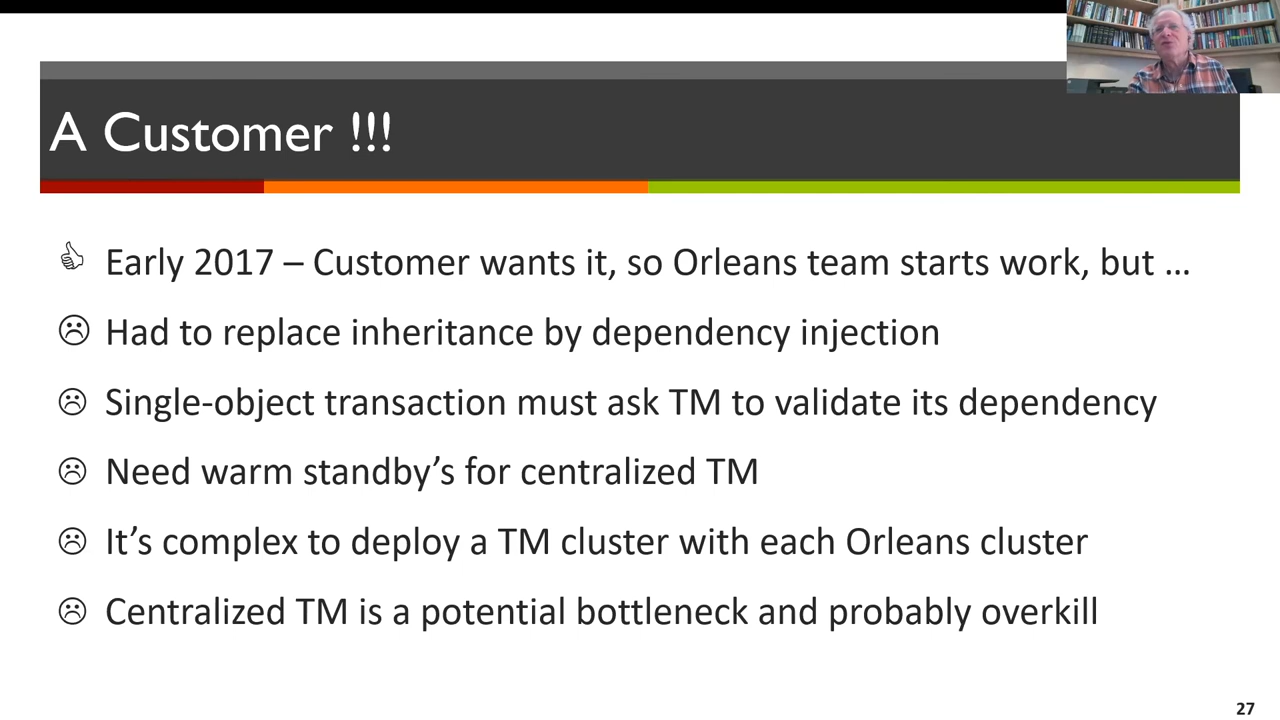 A Customer !!!
Early 2017 – Customer wants it, so Orleans team starts work, but …
Had to replace inheritance by dependency injection
Single-object transaction must ask TM to validate its dependency
Need warm standby’s for centralized TM
It’s complex to deploy a TM cluster with each Orleans cluster
Centralized TM is a potential bottleneck and probably overkill
27